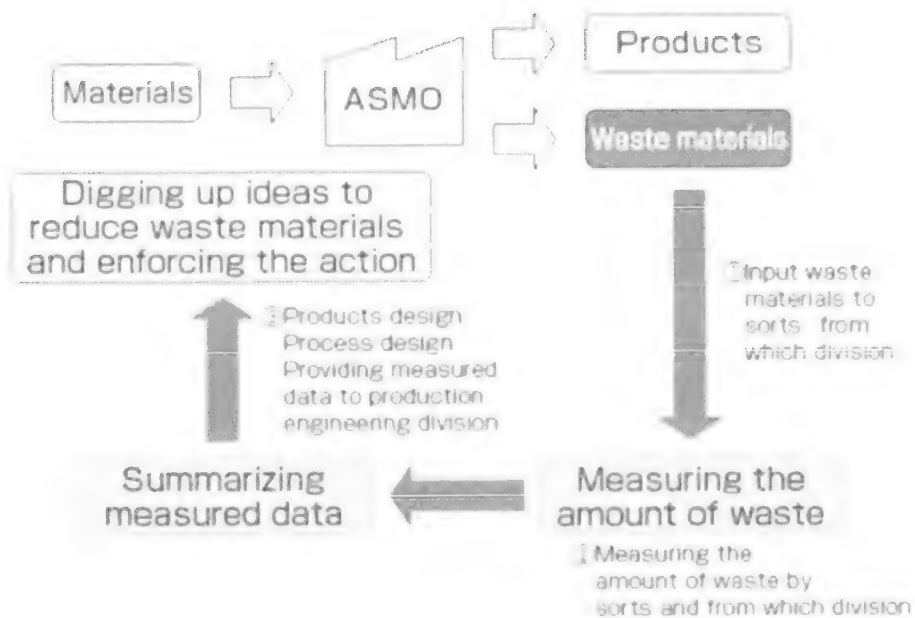 Materials
ASMO
Products
Waste materials
Digging up ideas to
reduce waste materials
and enforcing the action
Input waste
materials to
sorts from
which division
Products design
Process design
Providing measured
data to production
engineering division
Summarizing
measured data
Measuring the
amount of waste
Measuring the
amount of waste by
sorts and from which division